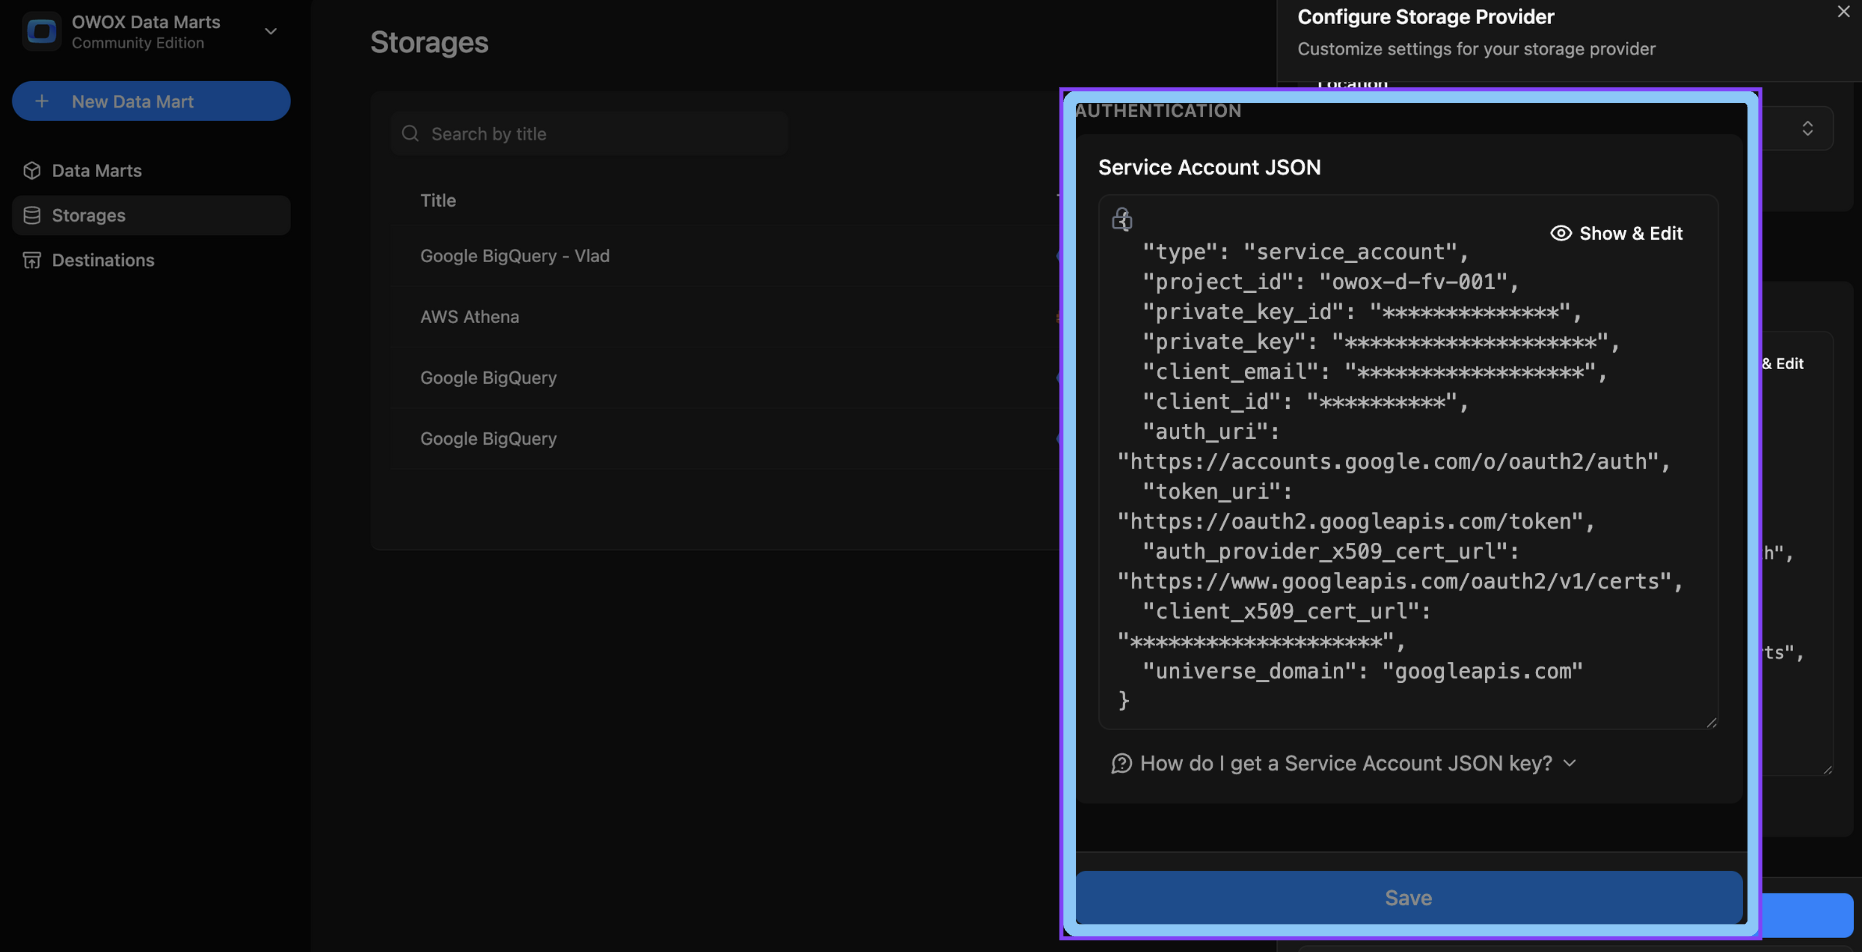 OWOX Data Marts
Community Edition
New Data Mart
Data Marts
Storages
Destinations
Storages
Search by title
Title
Google BigQuery - Vlad
AWS Athena
Google BigQuery
Google BigQuery
Configure Storage Provider
Customize settings for your storage provider
Location
AUTHENTICATION
Service Account JSON
{
Show & Edit
"type": "service_account",
"project_id": "owox-d-fv-001",
"private_key_id": "**************",
"private_key": "********************",
"client_email": "******************",
"client_id": "**********",
"auth_uri":
"https://accounts.google.com/o/oauth2/auth",
"token_uri":
"https://oauth2.googleapis.com/token",
"auth_provider_x509_cert_url":
"https://www.googleapis.com/oauth2/v1/certs",
"client_x509_cert_url":
"********************",
"universe_domain": "googleapis.com"
}
How do I get a Service Account JSON key?
Save
& Edit
h",
ts",